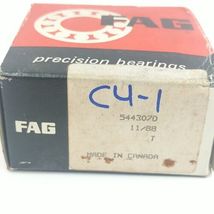 FAG
precision bearings
C4-1
FAG
544307D
11/88
T
MADE IN CANADA